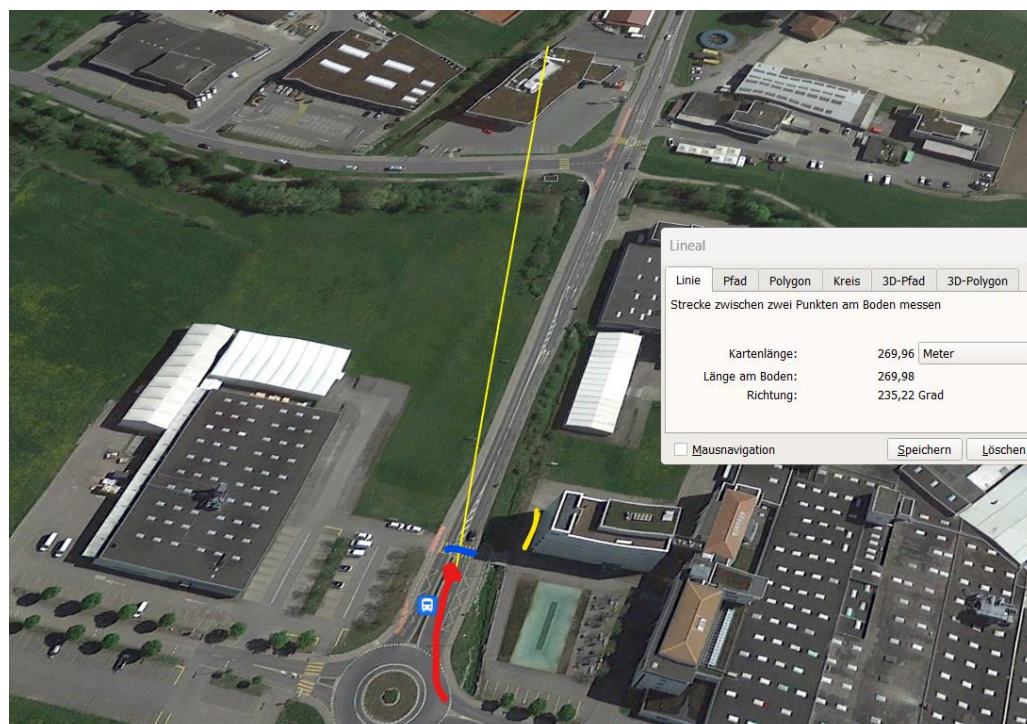 Lineal
Linie Pfad Polygon Kreis 3D-Pfad 3D-Polygon
Strecke zwischen zwei Punkten am Boden messen
Kartenlänge: 269,96 Meter
Länge am Boden: 269,98
Richtung: 235,22 Grad
Mausnavigation Speichern Löschen